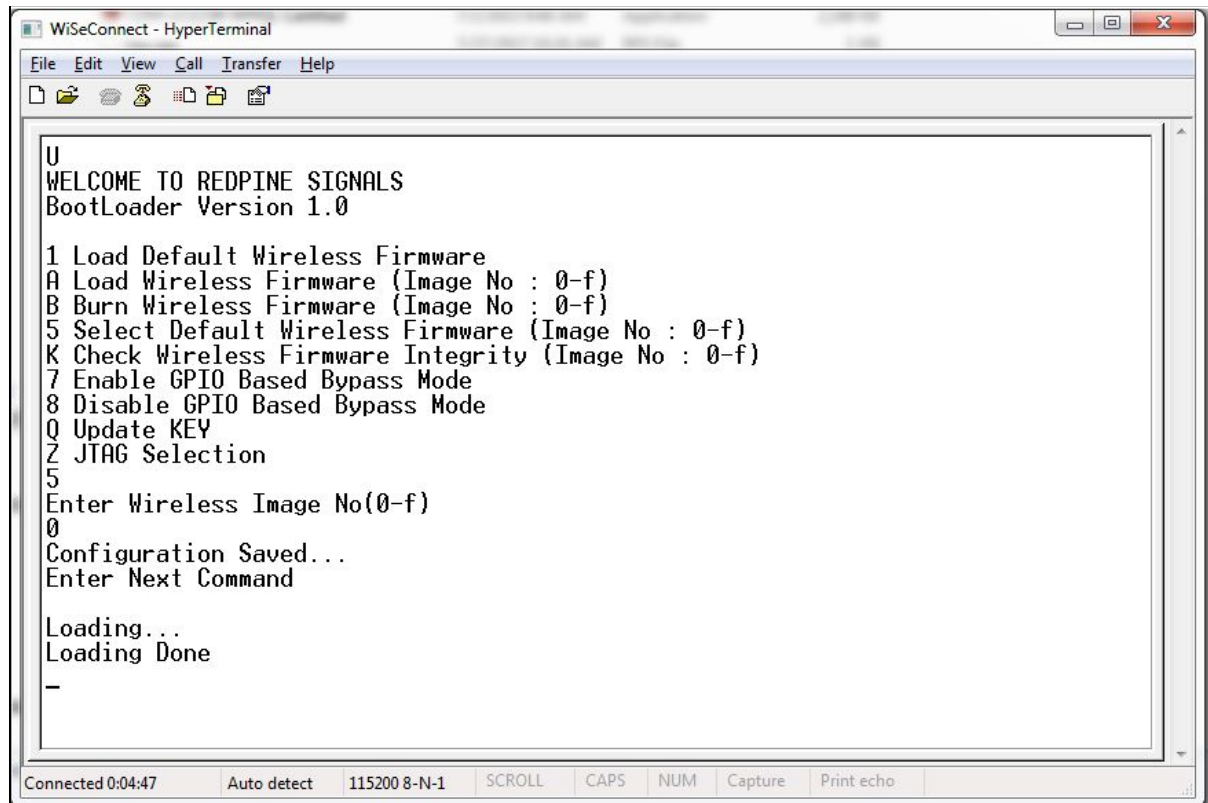 WiSeConnect - HyperTerminal
File Edit View Call Transfer Help
U
WELCOME TO REDPINE SIGNALS
BootLoader Version 1.0
1 Load Default Wireless Firmware
A Load Wireless Firmware (Image No : 0-f)
B Burn Wireless Firmware (Image No : 0-f)
5 Select Default Wireless Firmware (Image No : 0-f)
K Check Wireless Firmware Integrity (Image No : 0-f)
7 Enable GPIO Based Bypass Mode
8 Disable GPIO Based Bypass Mode
Q Update KEY
Z JTAG Selection
5
Enter Wireless Image No(0-f)
0
Configuration Saved...
Enter Next Command
Loading...
Loading Done
_
Connected 0:04:47 Auto detect 115200 8-N-1 SCROLL CAPS NUM Capture Print echo